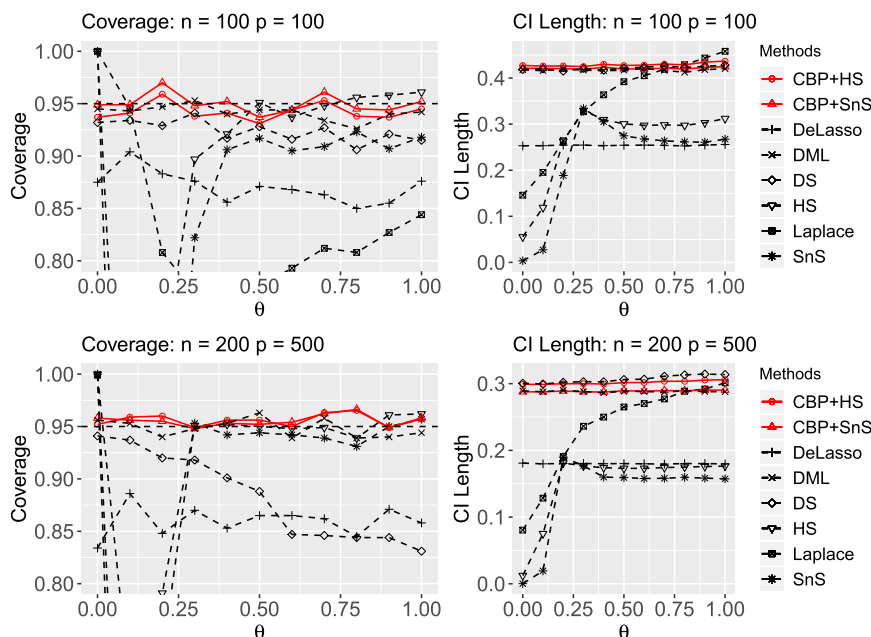 Coverage: n = 100 p = 100
1.00
0.95
0.90
0.85
0.80
Coverage
0.00 0.25 0.50 0.75 1.00
θ
CI Length: n = 100 p = 100
0.4
0.3
0.2
0.1
0.0
CI Length
0.00 0.25 0.50 0.75 1.00
θ
Methods
CBP+HS
CBP+SnS
DeLasso
DML
DS
HS
Laplace
SnS
Coverage: n = 200 p = 500
1.00
0.95
0.90
0.85
0.80
Coverage
0.00 0.25 0.50 0.75 1.00
θ
CI Length: n = 200 p = 500
0.3
0.2
0.1
0.0
CI Length
0.00 0.25 0.50 0.75 1.00
θ
Methods
CBP+HS
CBP+SnS
DeLasso
DML
DS
HS
Laplace
SnS